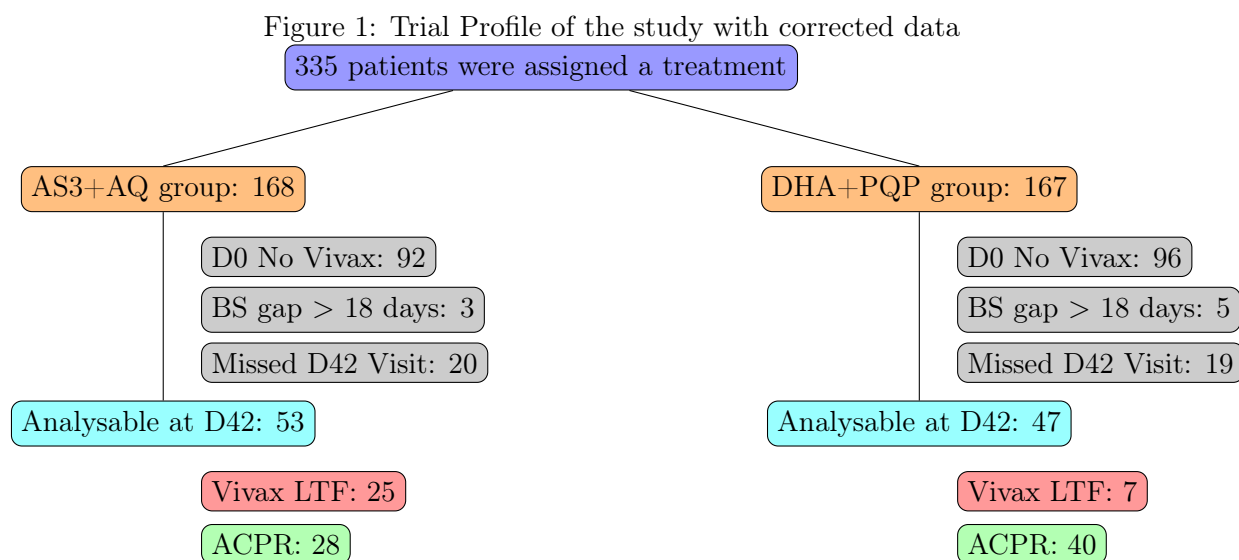 Figure 1: Trial Profile of the study with corrected data
335 patients were assigned a treatment
AS3+AQ group: 168
DHA+PQP group: 167
D0 No Vivax: 92
D0 No Vivax: 96
BS gap > 18 days: 3
BS gap > 18 days: 5
Missed D42 Visit: 20
Missed D42 Visit: 19
Analysable at D42: 53
Analysable at D42: 47
Vivax LTF: 25
Vivax LTF: 7
ACPR: 28
ACPR: 40